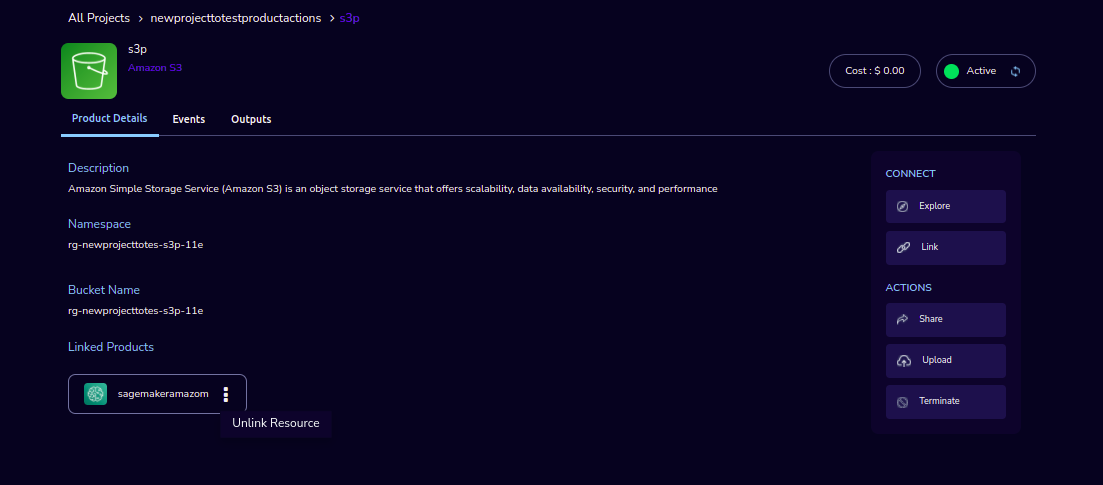 All Projects > newprojecttotestproductactions > s3p
s3p
Amazon S3
Cost : $ 0.00
Active
Product Details
Events
Outputs
Description
Amazon Simple Storage Service (Amazon S3) is an object storage service that offers scalability, data availability, security, and performance
Namespace
rg-newprojecttotes-s3p-11e
Bucket Name
rg-newprojecttotes-s3p-11e
Linked Products
sagemakeramazom
Unlink Resource
CONNECT
Explore
Link
ACTIONS
Share
Upload
Terminate